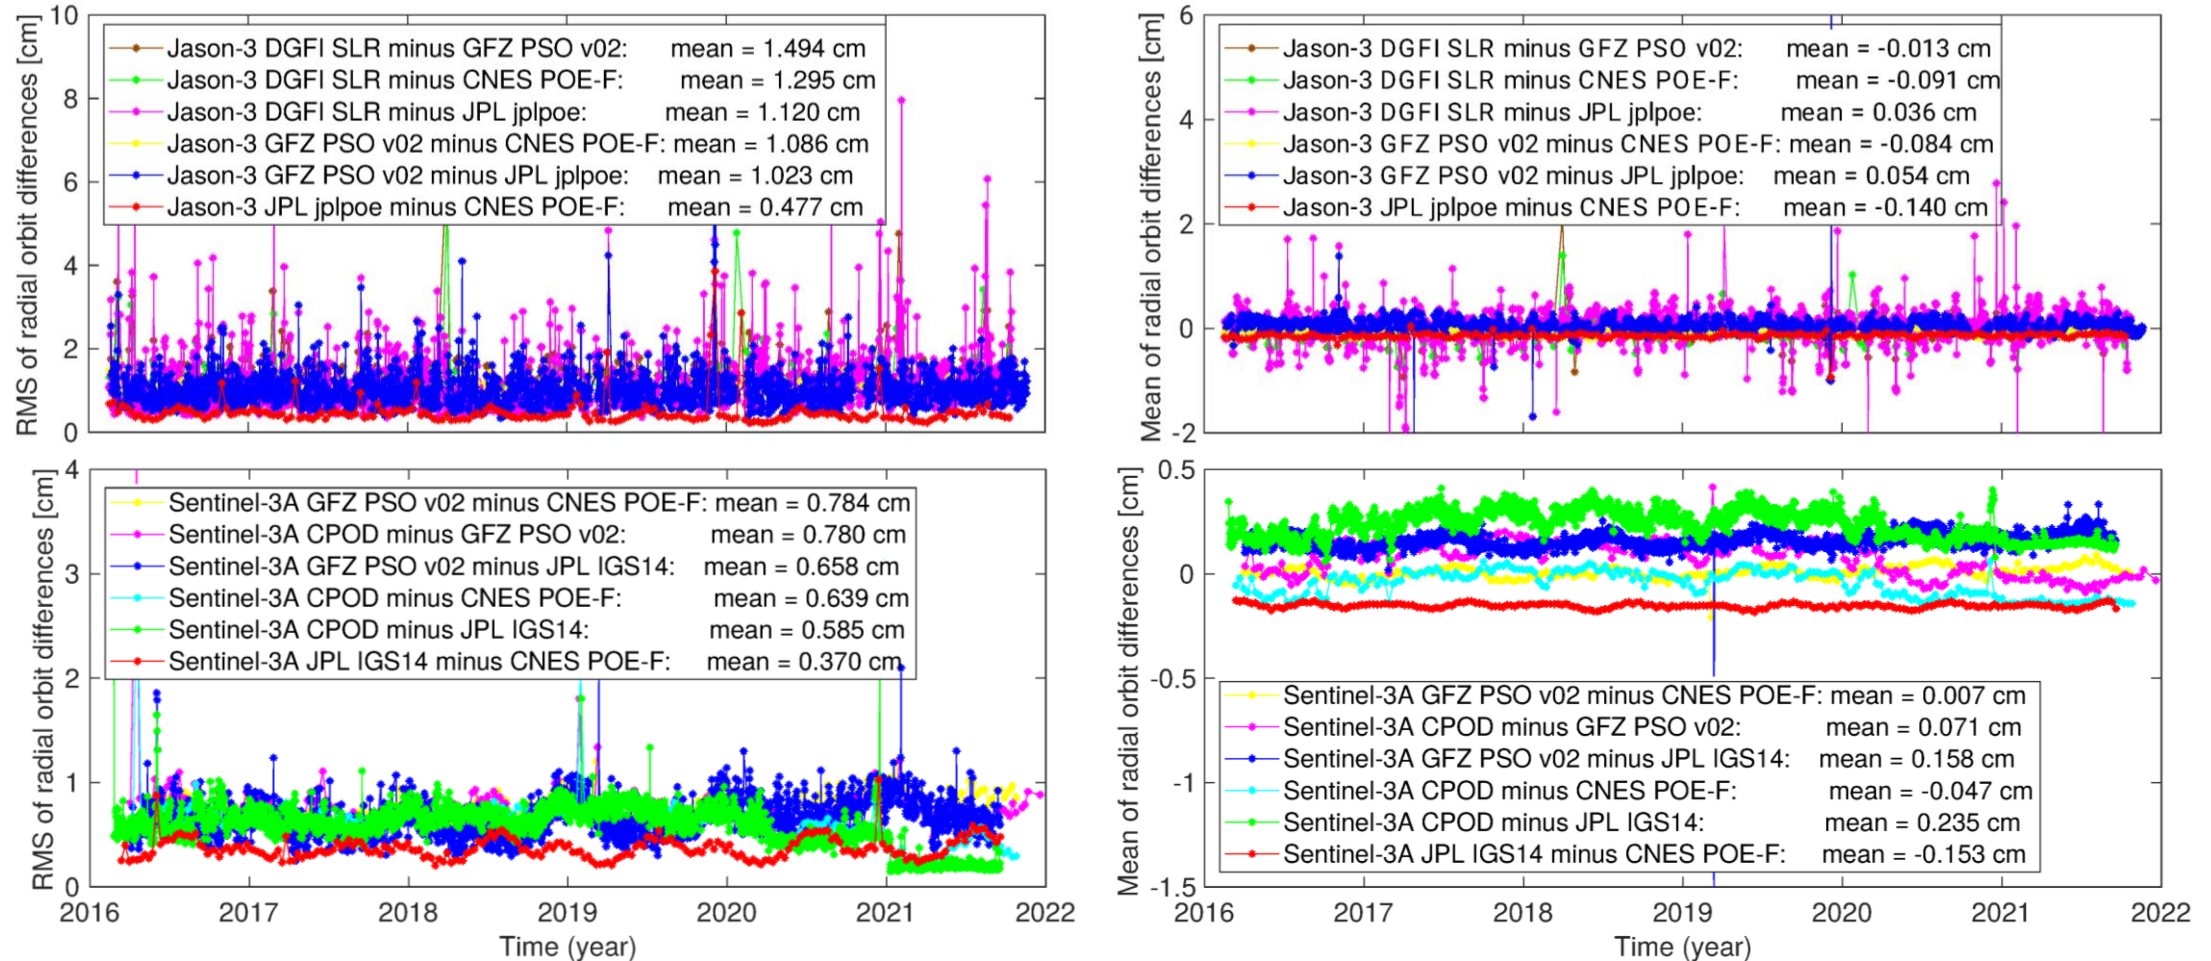 RMS of radial orbit differences [cm]
10
8
6
4
2
0
Jason-3 DGFI SLR minus GFZ PSO v02: mean = 1.494 cm
Jason-3 DGFI SLR minus CNES POE-F: mean = 1.295 cm
Jason-3 DGFI SLR minus JPL jplpoe: mean = 1.120 cm
Jason-3 GFZ PSO v02 minus CNES POE-F: mean = 1.086 cm
Jason-3 GFZ PSO v02 minus JPL jplpoe: mean = 1.023 cm
Jason-3 JPL jplpoe minus CNES POE-F: mean = 0.477 cm
Mean of radial orbit differences [cm]
6
4
2
0
-2
Jason-3 DGFI SLR minus GFZ PSO v02: mean = -0.013 cm
Jason-3 DGFI SLR minus CNES POE-F: mean = -0.091 cm
Jason-3 DGFI SLR minus JPL jplpoe: mean = 0.036 cm
Jason-3 GFZ PSO v02 minus CNES POE-F: mean = -0.084 cm
Jason-3 GFZ PSO v02 minus JPL jplpoe: mean = 0.054 cm
Jason-3 JPL jplpoe minus CNES POE-F: mean = -0.140 cm
RMS of radial orbit differences [cm]
4
3
2
1
0
Sentinel-3A GFZ PSO v02 minus CNES POE-F: mean = 0.784 cm
Sentinel-3A CPOD minus GFZ PSO v02: mean = 0.780 cm
Sentinel-3A GFZ PSO v02 minus JPL IGS14: mean = 0.658 cm
Sentinel-3A CPOD minus CNES POE-F: mean = 0.639 cm
Sentinel-3A CPOD minus JPL IGS14: mean = 0.585 cm
Sentinel-3A JPL IGS14 minus CNES POE-F: mean = 0.370 cm
2016 2017 2018 2019 2020 2021 2022
Time (year)
Mean of radial orbit differences [cm]
0.5
0
-0.5
-1
-1.5
Sentinel-3A GFZ PSO v02 minus CNES POE-F: mean = 0.007 cm
Sentinel-3A CPOD minus GFZ PSO v02: mean = 0.071 cm
Sentinel-3A GFZ PSO v02 minus JPL IGS14: mean = 0.158 cm
Sentinel-3A CPOD minus CNES POE-F: mean = -0.047 cm
Sentinel-3A CPOD minus JPL IGS14: mean = 0.235 cm
Sentinel-3A JPL IGS14 minus CNES POE-F: mean = -0.153 cm
2016 2017 2018 2019 2020 2021 2022
Time (year)